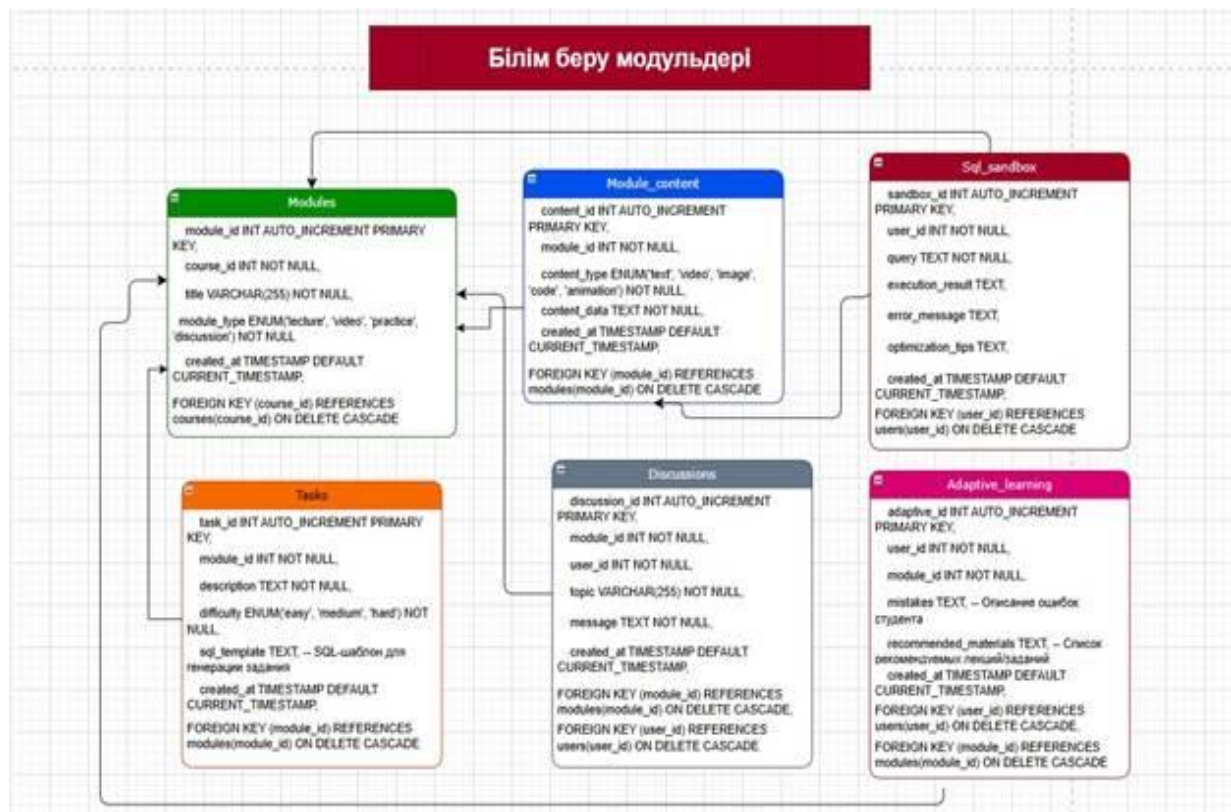 Білім беру модульдері
Modules
module_id INT AUTO_INCREMENT PRIMARY
KEY,
course_id INT NOT NULL,
title VARCHAR(255) NOT NULL,
module_type ENUM('lecture', 'video', 'practice',
'discussion') NOT NULL
created_at TIMESTAMP DEFAULT
CURRENT_TIMESTAMP,
FOREIGN KEY (course_id) REFERENCES
courses(course_id) ON DELETE CASCADE
Module_content
content_id INT AUTO_INCREMENT
PRIMARY KEY,
module_id INT NOT NULL,
content_type ENUM('text', 'video', 'image',
'code', 'animation') NOT NULL,
content_data TEXT NOT NULL,
created_at TIMESTAMP DEFAULT
CURRENT_TIMESTAMP,
FOREIGN KEY (module_id) REFERENCES
modules(module_id) ON DELETE CASCADE
Sql_sandbox
sandbox_id INT AUTO_INCREMENT
PRIMARY KEY,
user_id INT NOT NULL,
query TEXT NOT NULL,
execution_result TEXT,
error_message TEXT,
optimization_tips TEXT,
created_at TIMESTAMP DEFAULT
CURRENT_TIMESTAMP,
FOREIGN KEY (user_id) REFERENCES
users(user_id) ON DELETE CASCADE
Tasks
task_id INT AUTO_INCREMENT PRIMARY
KEY,
module_id INT NOT NULL,
description TEXT NOT NULL,
difficulty ENUM('easy', 'medium', 'hard') NOT
NULL,
sql_template TEXT, -- SQL-шаблон для
генерации задания
created_at TIMESTAMP DEFAULT
CURRENT_TIMESTAMP,
FOREIGN KEY (module_id) REFERENCES
modules(module_id) ON DELETE CASCADE
Discussions
discussion_id INT AUTO_INCREMENT
PRIMARY KEY,
module_id INT NOT NULL,
user_id INT NOT NULL,
topic VARCHAR(255) NOT NULL,
message TEXT NOT NULL,
created_at TIMESTAMP DEFAULT
CURRENT_TIMESTAMP,
FOREIGN KEY (module_id) REFERENCES
modules(module_id) ON DELETE CASCADE,
FOREIGN KEY (user_id) REFERENCES
users(user_id) ON DELETE CASCADE
Adaptive_learning
adaptive_id INT AUTO_INCREMENT
PRIMARY KEY,
user_id INT NOT NULL,
module_id INT NOT NULL,
mistakes TEXT, -- Описание ошибок
студента
recommended_materials TEXT, -- Список
рекомендуемых лекций/заданий
created_at TIMESTAMP DEFAULT
CURRENT_TIMESTAMP,
FOREIGN KEY (user_id) REFERENCES
users(user_id) ON DELETE CASCADE,
FOREIGN KEY (module_id) REFERENCES
modules(module_id) ON DELETE CASCADE